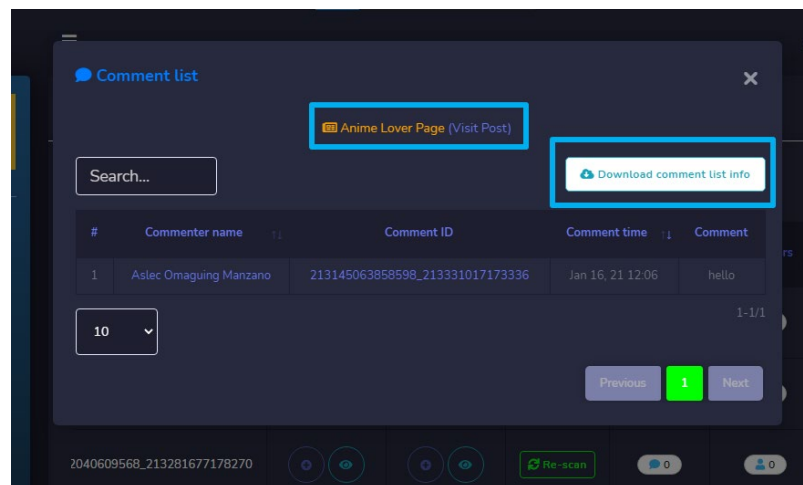 Comment list
Anime Lover Page (Visit Post)
Search...
Download comment list info
# Commenter name Comment ID Comment time Comment
rs
1 Aslec Omaguing Manzano 213145063858598_213331017173336 Jan 16, 21 12:06 hello
10
1-1/1
Previous 1 Next
2040609568_213281677178270 Re-scan 0 0